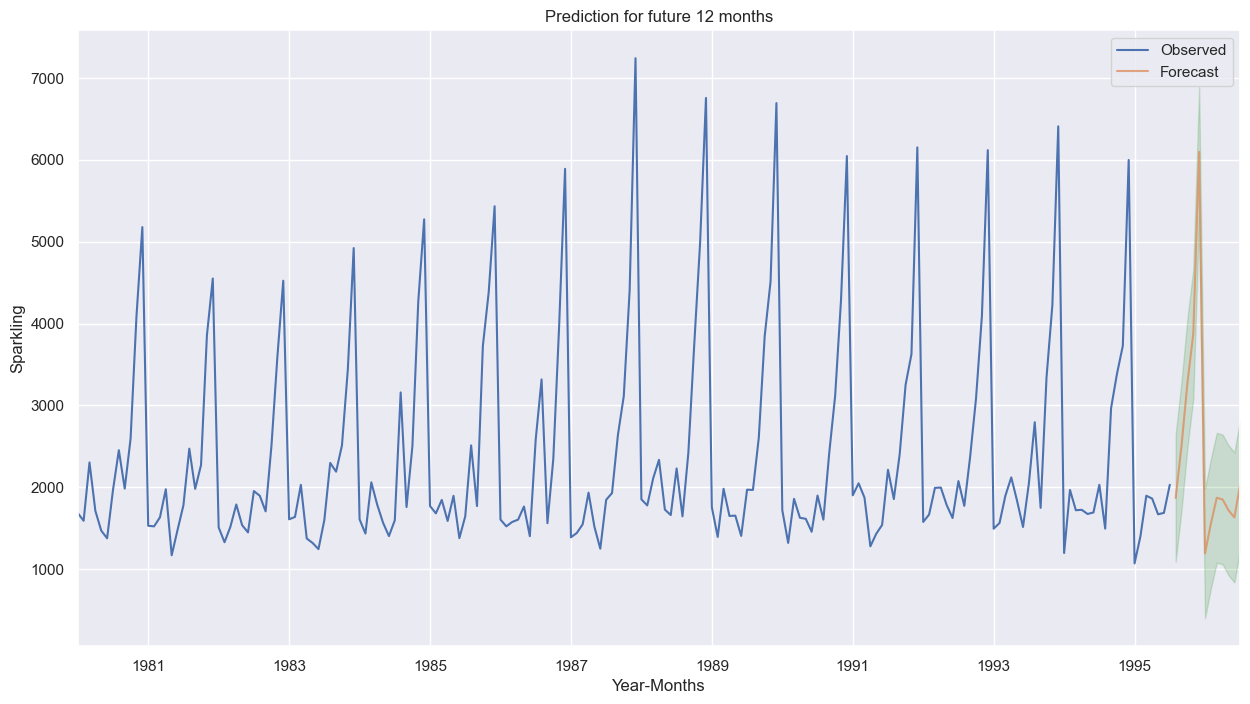 Prediction for future 12 months
Observed
Forecast
7000
6000
5000
4000
3000
2000
1000
Sparkling
1981 1983 1985 1987 1989 1991 1993 1995
Year-Months